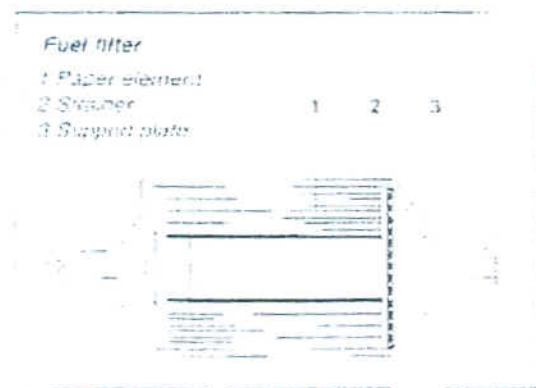 Fuel filter
1 Paper element
2 Strainer
3 Support plate
1 2 3